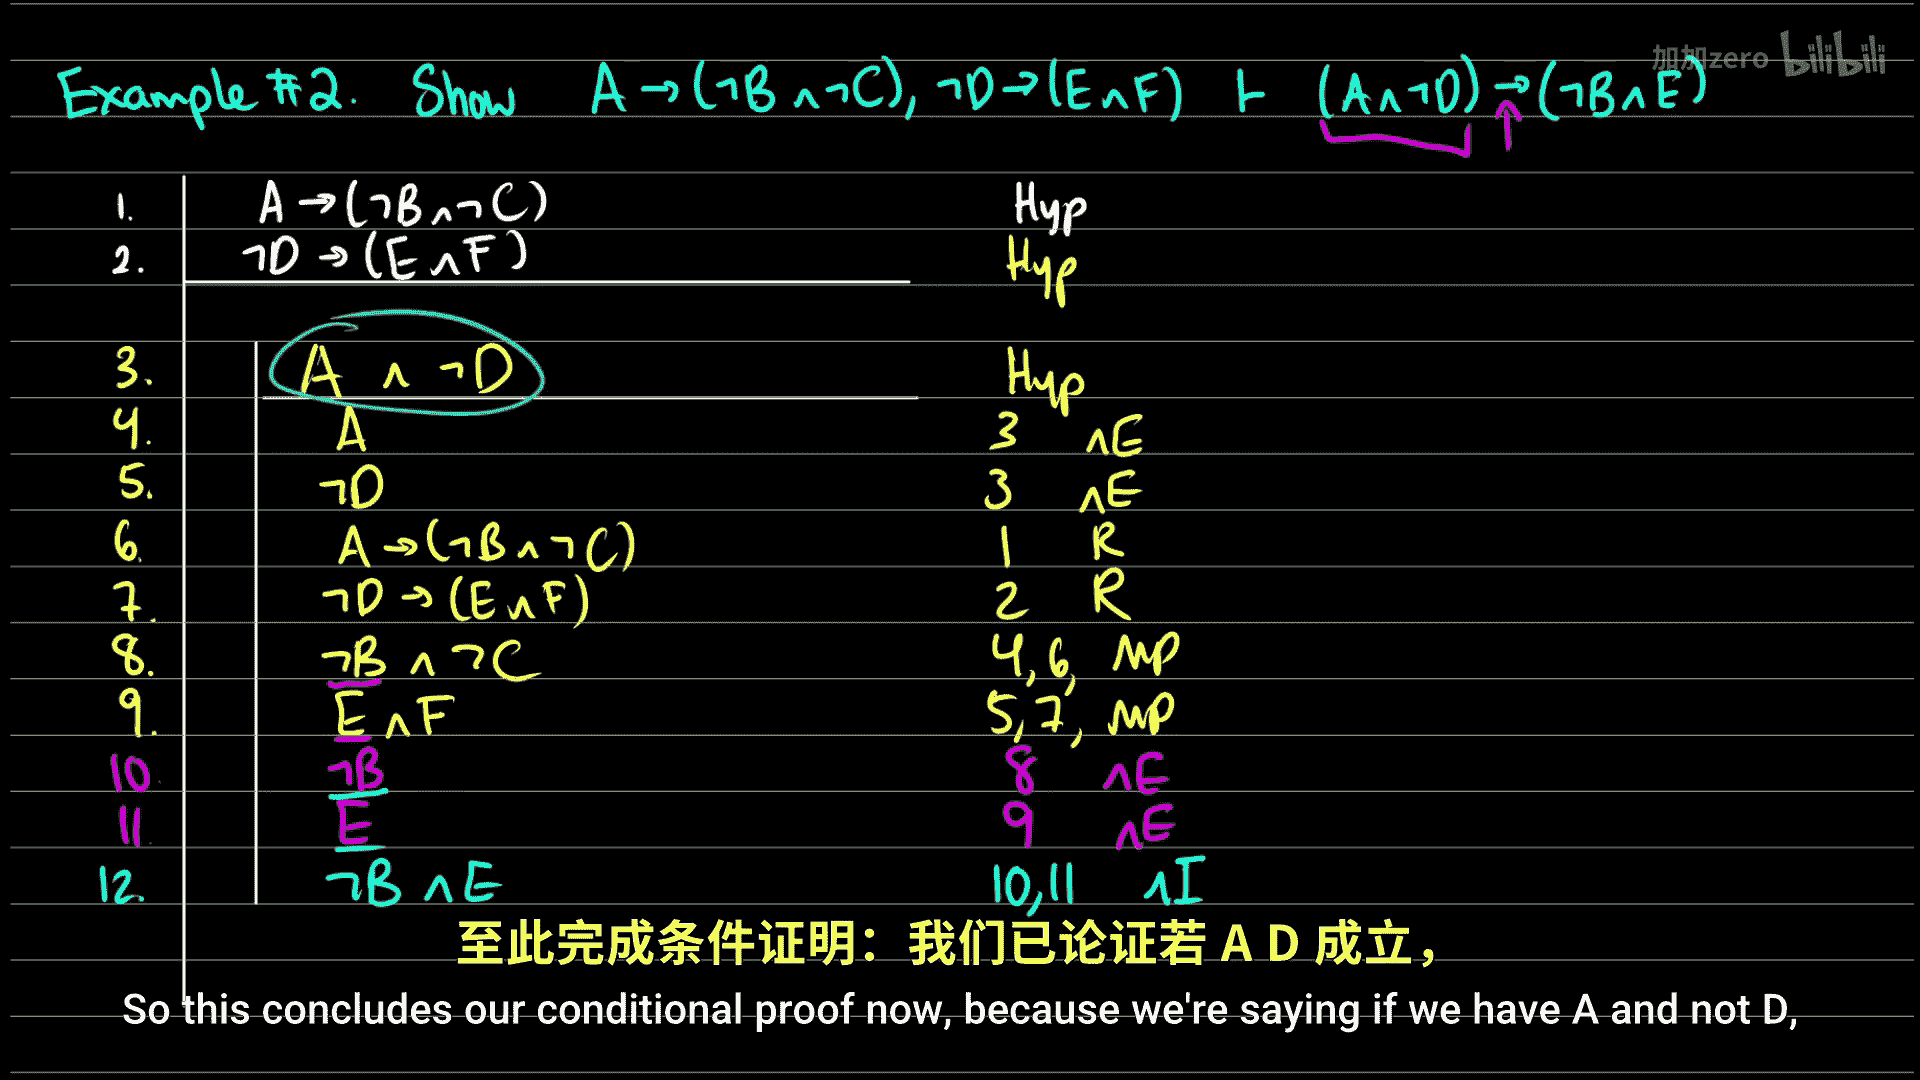 加加zero bilibili
Example #2. Show A → (¬B ∧ ¬C), ¬D → (E ∧ F) ⊢ (A ∧ ¬D) → (¬B ∧ E)
1. A → (¬B ∧ ¬C) Hyp
2. ¬D → (E ∧ F) Hyp
3. A ∧ ¬D Hyp
4. A 3 ∧E
5. ¬D 3 ∧E
6. A → (¬B ∧ ¬C) 1 R
7. ¬D → (E ∧ F) 2 R
8. ¬B ∧ ¬C 4, 6, MP
9. E ∧ F 5, 7, MP
10. ¬B 8 ∧E
11 E 9 ∧E
12. ¬B ∧ E 10, 11 ∧I
至此完成条件证明：我们已论证若 A D 成立，
So this concludes our conditional proof now, because we're saying if we have A and not D,